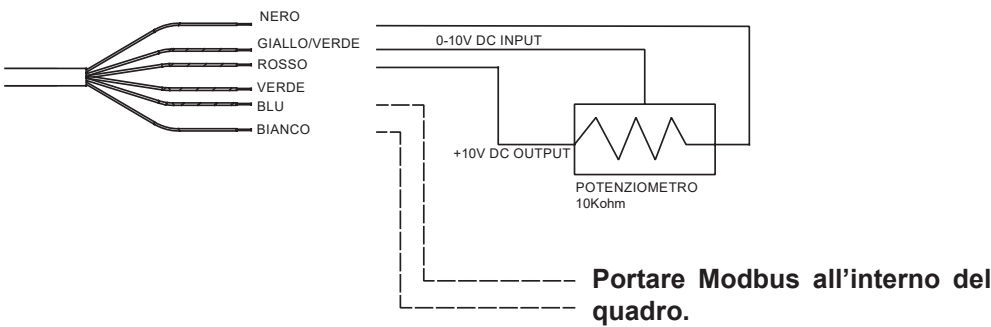 NERO
GIALLO/VERDE
0-10V DC INPUT
ROSSO
VERDE
BLU
BIANCO
+10V DC OUTPUT
POTENZIOMETRO
10Kohm
Portare Modbus all’interno del
quadro.